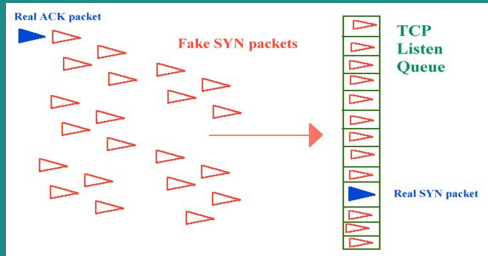 Real ACK packet
Fake SYN packets
TCP
Listen
Queue
Real SYN packet